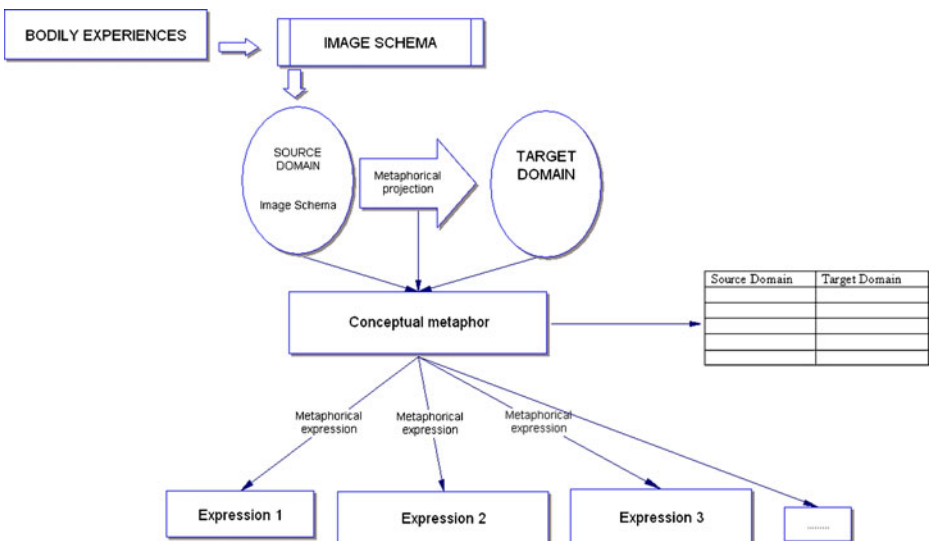 BODILY EXPERIENCES
IMAGE SCHEMA
SOURCE
DOMAIN
Image Schema
Metaphorical
projection
TARGET
DOMAIN
Source Domain
Target Domain
Conceptual metaphor
Metaphorical
expression
Metaphorical
expression
Metaphorical
expression
Expression 1
Expression 2
Expression 3
........